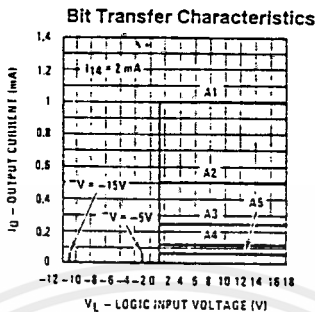 Bit Transfer Characteristics
1.4
1.2
1
0.8
0.6
0.4
0.2
0
IO – OUTPUT CURRENT (mA)
I14 = 2 mA
A1
A2
A5
A3
A4
–V = –15V
–V = –5V
–12 –10 –8 –6 –4 –2 0 2 4 6 8 10 12 14 16 18
VL – LOGIC INPUT VOLTAGE (V)